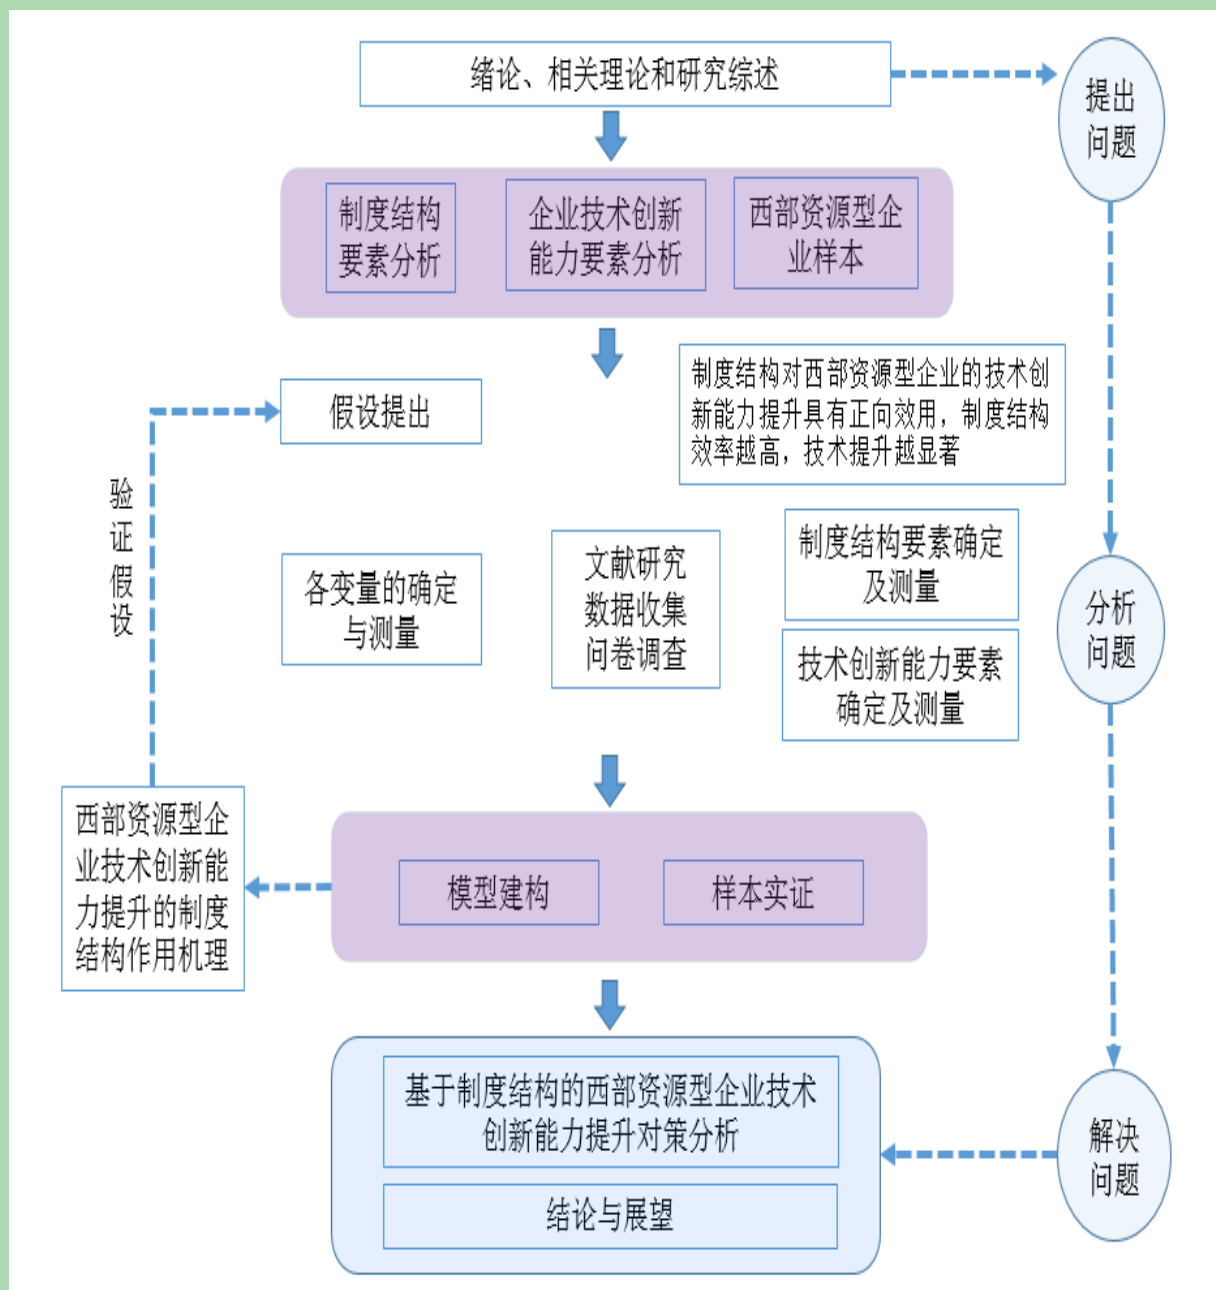 绪论、相关理论和研究综述
提出
问题
制度结构
要素分析
企业技术创新
能力要素分析
西部资源型企
业样本
假设提出
制度结构对西部资源型企业的技术创
新能力提升具有正向效用，制度结构
效率越高，技术提升越显著
验
证
假
设
各变量的确定
与测量
文献研究
数据收集
问卷调查
制度结构要素确定
及测量
技术创新能力要素
确定及测量
分析
问题
西部资源型企
业技术创新能
力提升的制度
结构作用机理
模型建构
样本实证
基于制度结构的西部资源型企业技术
创新能力提升对策分析
结论与展望
解决
问题